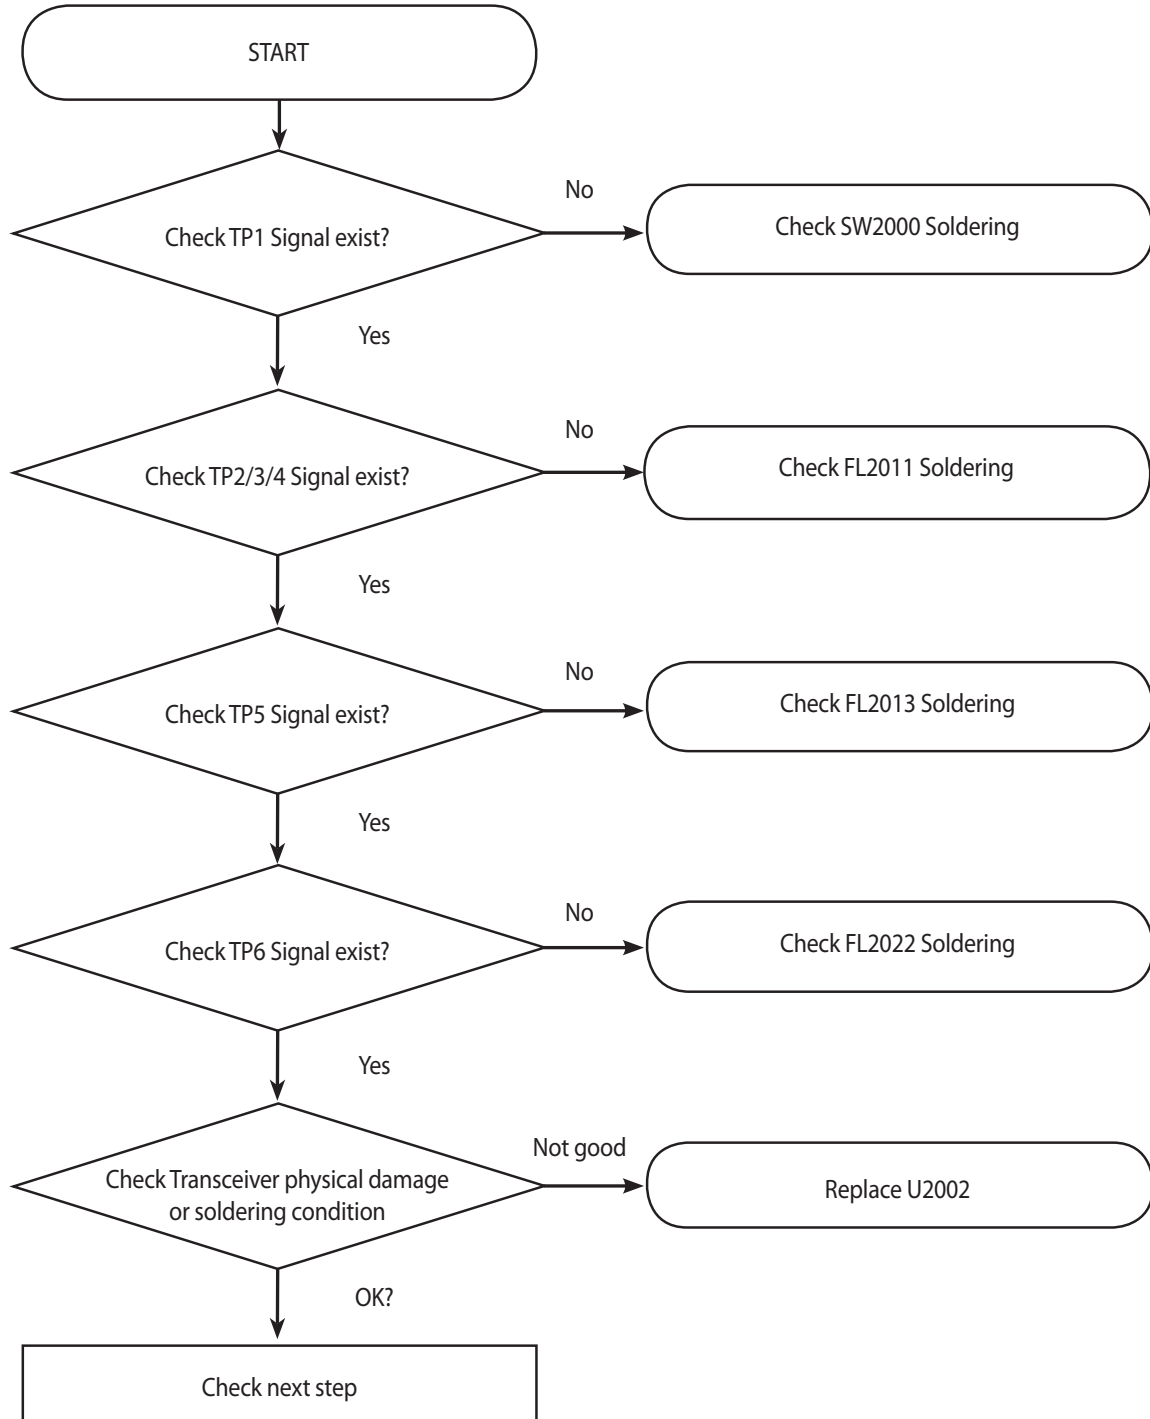 START
No
Check TP1 Signal exist?
Check SW2000 Soldering
Yes
No
Check TP2/3/4 Signal exist?
Check FL2011 Soldering
Yes
No
Check TP5 Signal exist?
Check FL2013 Soldering
Yes
No
Check TP6 Signal exist?
Check FL2022 Soldering
Yes
Not good
Check Transceiver physical damage
or soldering condition
Replace U2002
OK?
Check next step